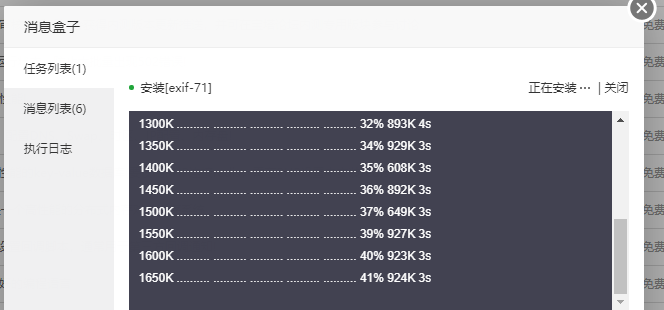 消息盒子
任务列表(1)
消息列表(6)
执行日志
安装[exif-71]
正在安装 ··· | 关闭
1300K .......... .......... .......... .......... .......... 32% 893K 4s
1350K .......... .......... .......... .......... .......... 34% 929K 3s
1400K .......... .......... .......... .......... .......... 35% 608K 3s
1450K .......... .......... .......... .......... .......... 36% 892K 3s
1500K .......... .......... .......... .......... .......... 37% 649K 3s
1550K .......... .......... .......... .......... .......... 39% 927K 3s
1600K .......... .......... .......... .......... .......... 40% 923K 3s
1650K .......... .......... .......... .......... .......... 41% 924K 3s
免费
免费
免费
免费
免费
免费
免费
免费